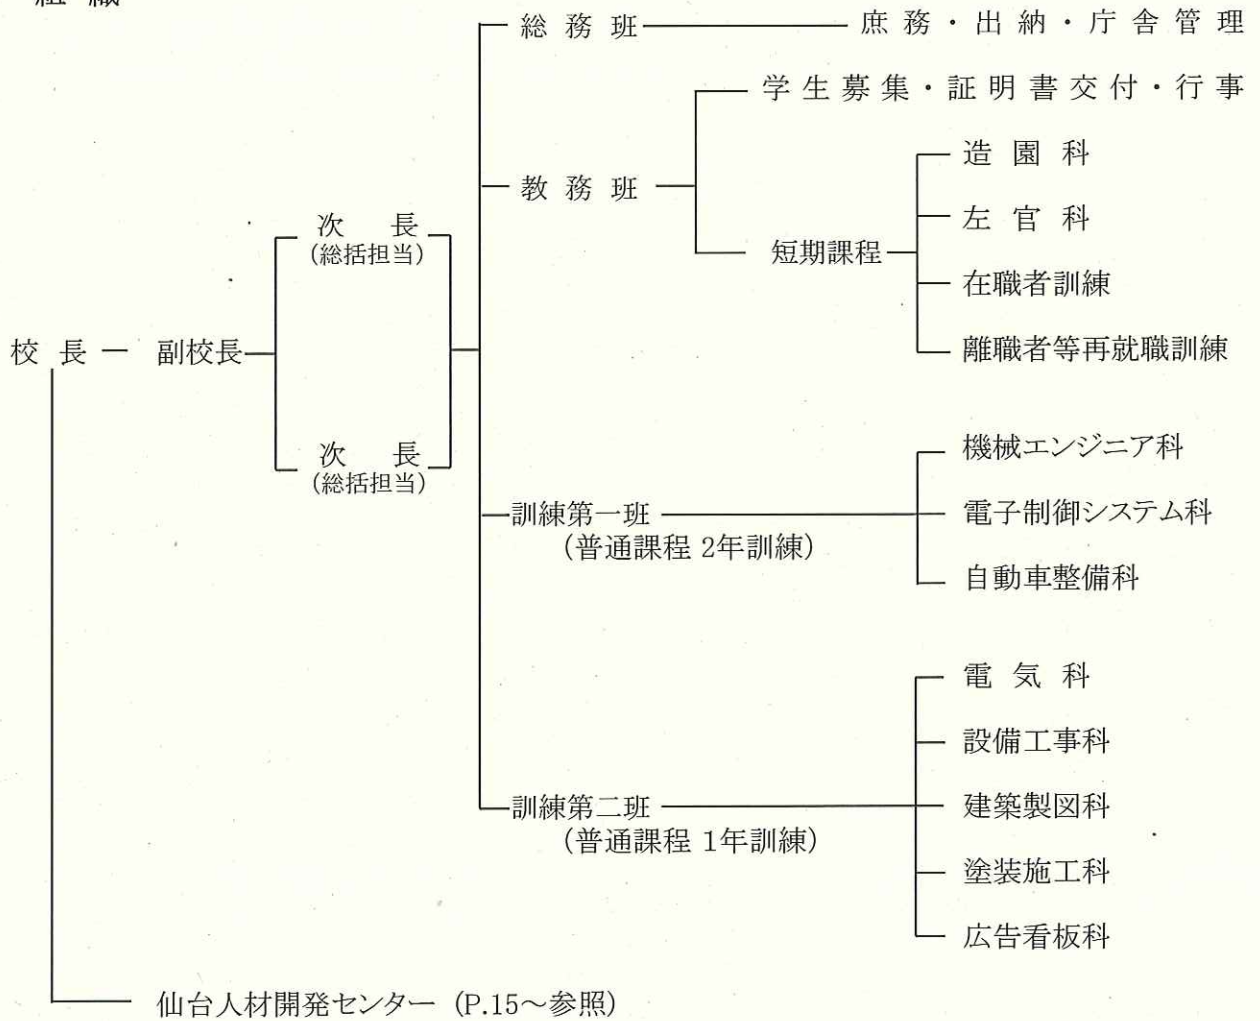 組 織
総 務 班
庶 務 ・ 出 納 ・ 庁 舎 管 理
学 生 募 集 ・ 証 明 書 交 付 ・ 行 事
造 園 科
教 務 班
左 官 科
次 長
(総括担当)
短期課程
在職者訓練
校 長
副校長
離職者等再就職訓練
次 長
(総括担当)
機械エンジニア科
訓練第一班
(普通課程 2年訓練)
電子制御システム科
自動車整備科
電 気 科
設備工事科
訓練第二班
(普通課程 1年訓練)
建築製図科
塗装施工科
広告看板科
仙台人材開発センター (P.15～参照)